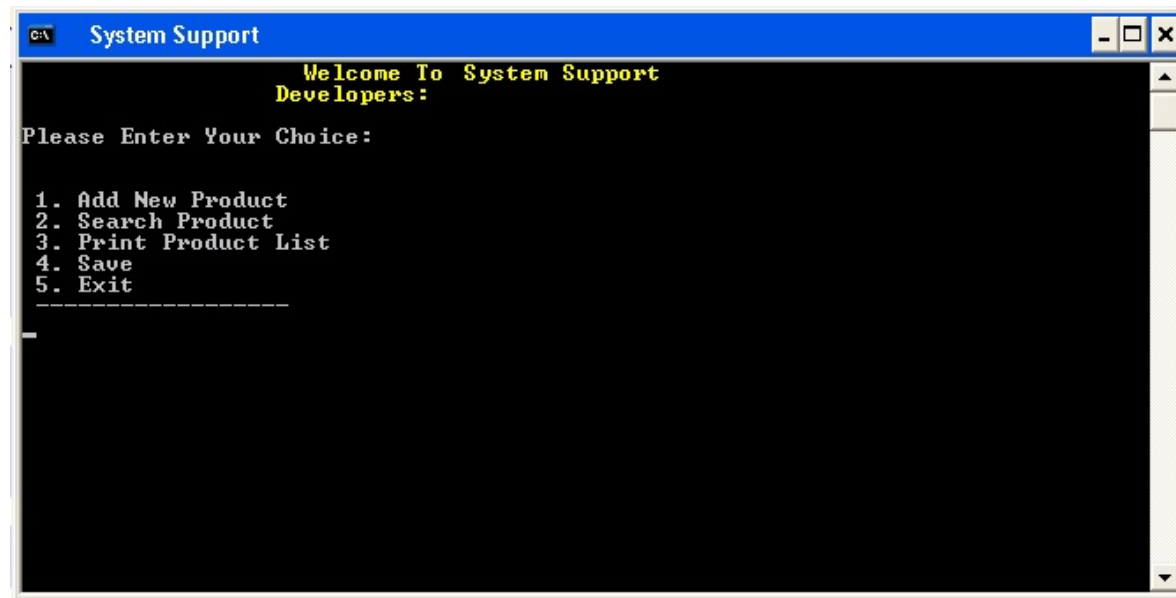 System Support
Welcome To System Support
Developers:
Please Enter Your Choice:
1. Add New Product
2. Search Product
3. Print Product List
4. Save
5. Exit
-------------------